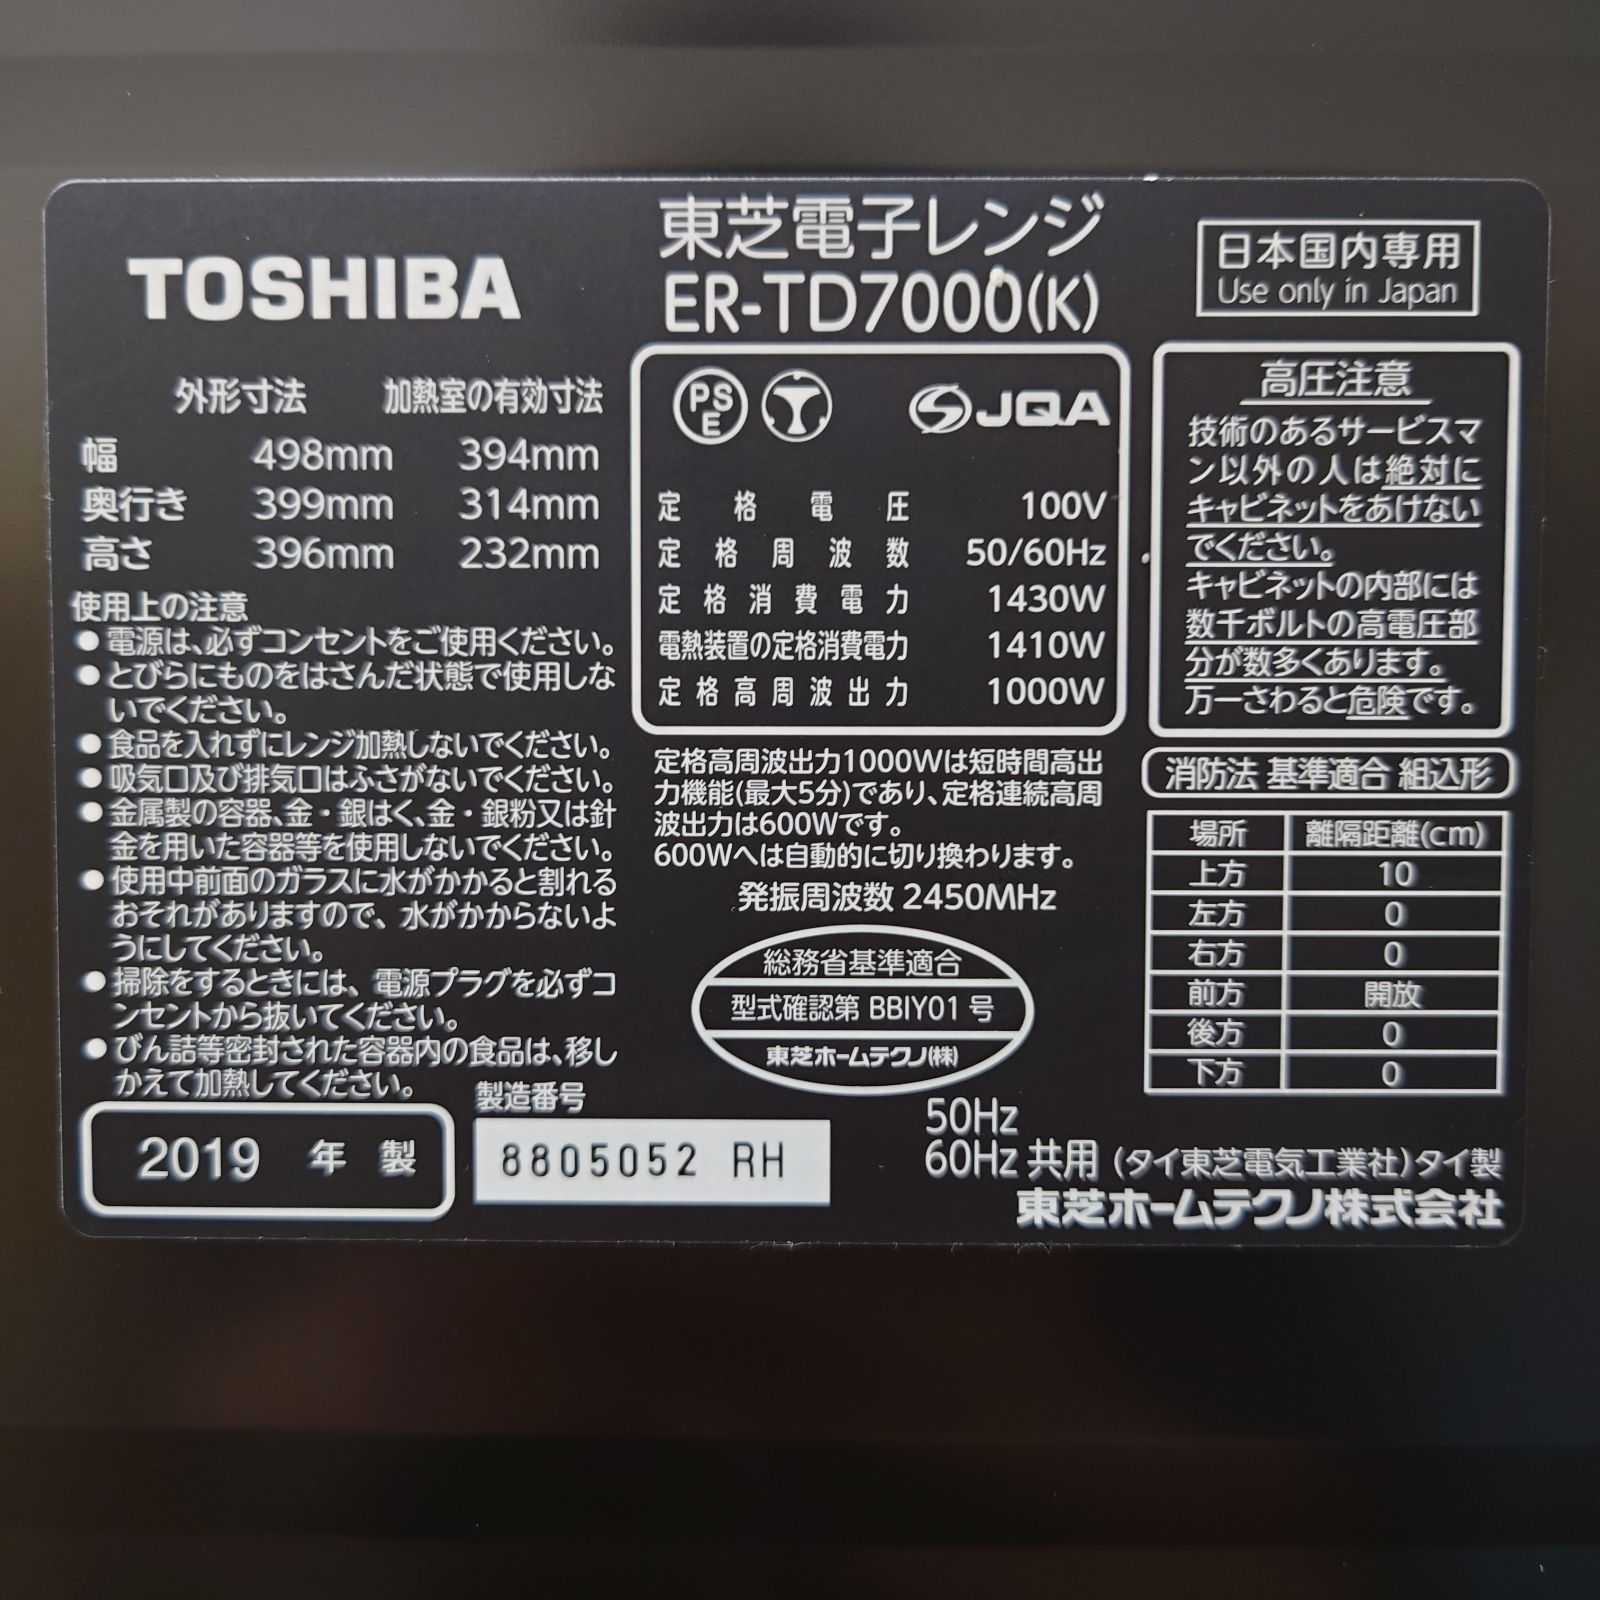 TOSHIBA
東芝電子レンジ
ER-TD7000(K)
日本国内専用
Use only in Japan
外形寸法 加熱室の有効寸法
幅 498mm 394mm
奥行き 399mm 314mm
高さ 396mm 232mm
使用上の注意
●電源は、必ずコンセントをご使用ください。
●とびらにものをはさんだ状態で使用しな
いでください。
●食品を入れずにレンジ加熱しないでください。
●吸気口及び排気口はふさがないでください。
●金属製の容器、金・銀はく、金・銀粉又は針
金を用いた容器等を使用しないでください。
●使用中前面のガラスに水がかかると割れる
おそれがありますので、水がかからないよ
うにしてください。
●掃除をするときには、電源プラグを必ずコ
ンセントから抜いてください。
●びん詰等密封された容器内の食品は、移し
かえて加熱してください。
2019 年 製
製造番号
8805052 RH
PS
E
JQA
定格電圧 100V
定格周波数 50/60Hz
定格消費電力 1430W
電熱装置の定格消費電力 1410W
定格高周波出力 1000W
定格高周波出力1000Wは短時間高出
力機能(最大5分)であり、定格連続高周
波出力は600Wです。
600Wへは自動的に切り換わります。
発振周波数 2450MHz
総務省基準適合
型式確認第 BBIY01 号
東芝ホームテクノ(株)
高圧注意
技術のあるサービスマ
ン以外の人は絶対に
キャビネットをあけない
でください。
キャビネットの内部には
数千ボルトの高電圧部
分が数多くあります。
万一さわると危険です。
消防法 基準適合 組込形
場所 離隔距離(cm)
上方 10
左方 0
右方 0
前方 開放
後方 0
下方 0
50Hz
60Hz 共用 (タイ東芝電気工業社)タイ製
東芝ホームテクノ株式会社